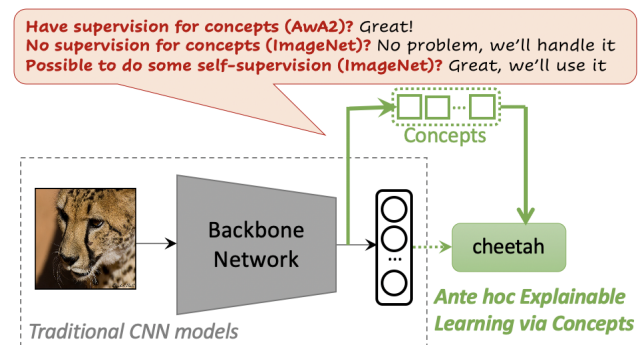 Have supervision for concepts (AwA2)? Great!
No supervision for concepts (ImageNet)? No problem, we'll handle it
Possible to do some self-supervision (ImageNet)? Great, we'll use it
...
Concepts
Backbone
Network
...
cheetah
Ante hoc Explainable
Learning via Concepts
Traditional CNN models